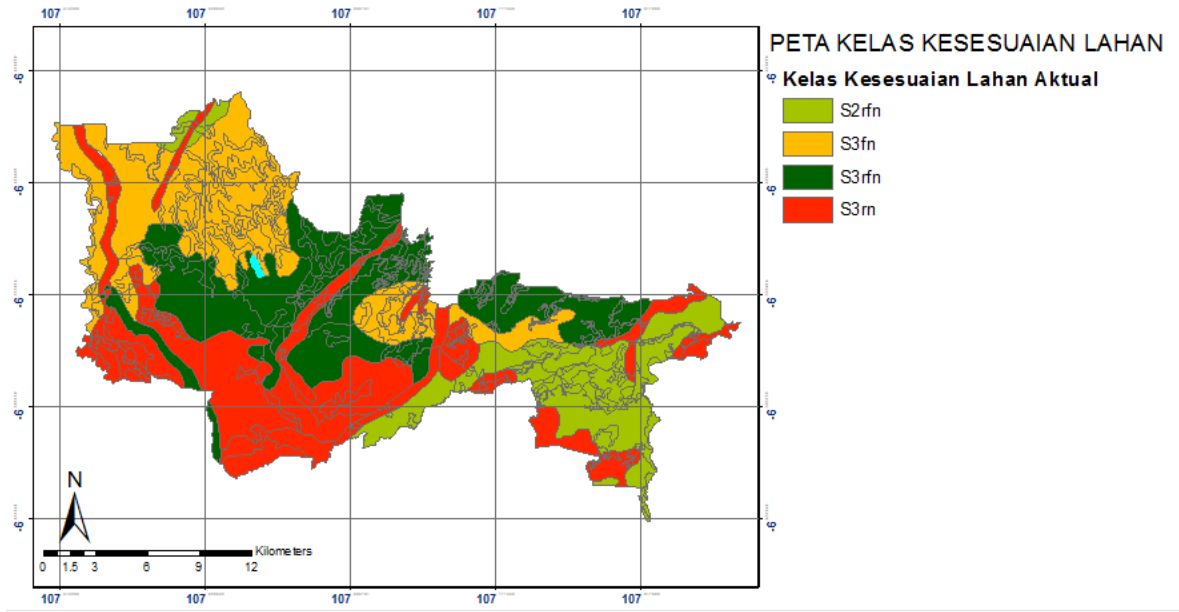 107 107 107 107 107
PETA KELAS KESESUAIAN LAHAN
Kelas Kesesuaian Lahan Aktual
S2rfn
S3fn
S3rfn
S3rn
-6 -6
-6 -6
-6 -6
-6 -6
-6 -6
N
Kilometers
0 1.5 3 6 9 12
107 107 107 107 107